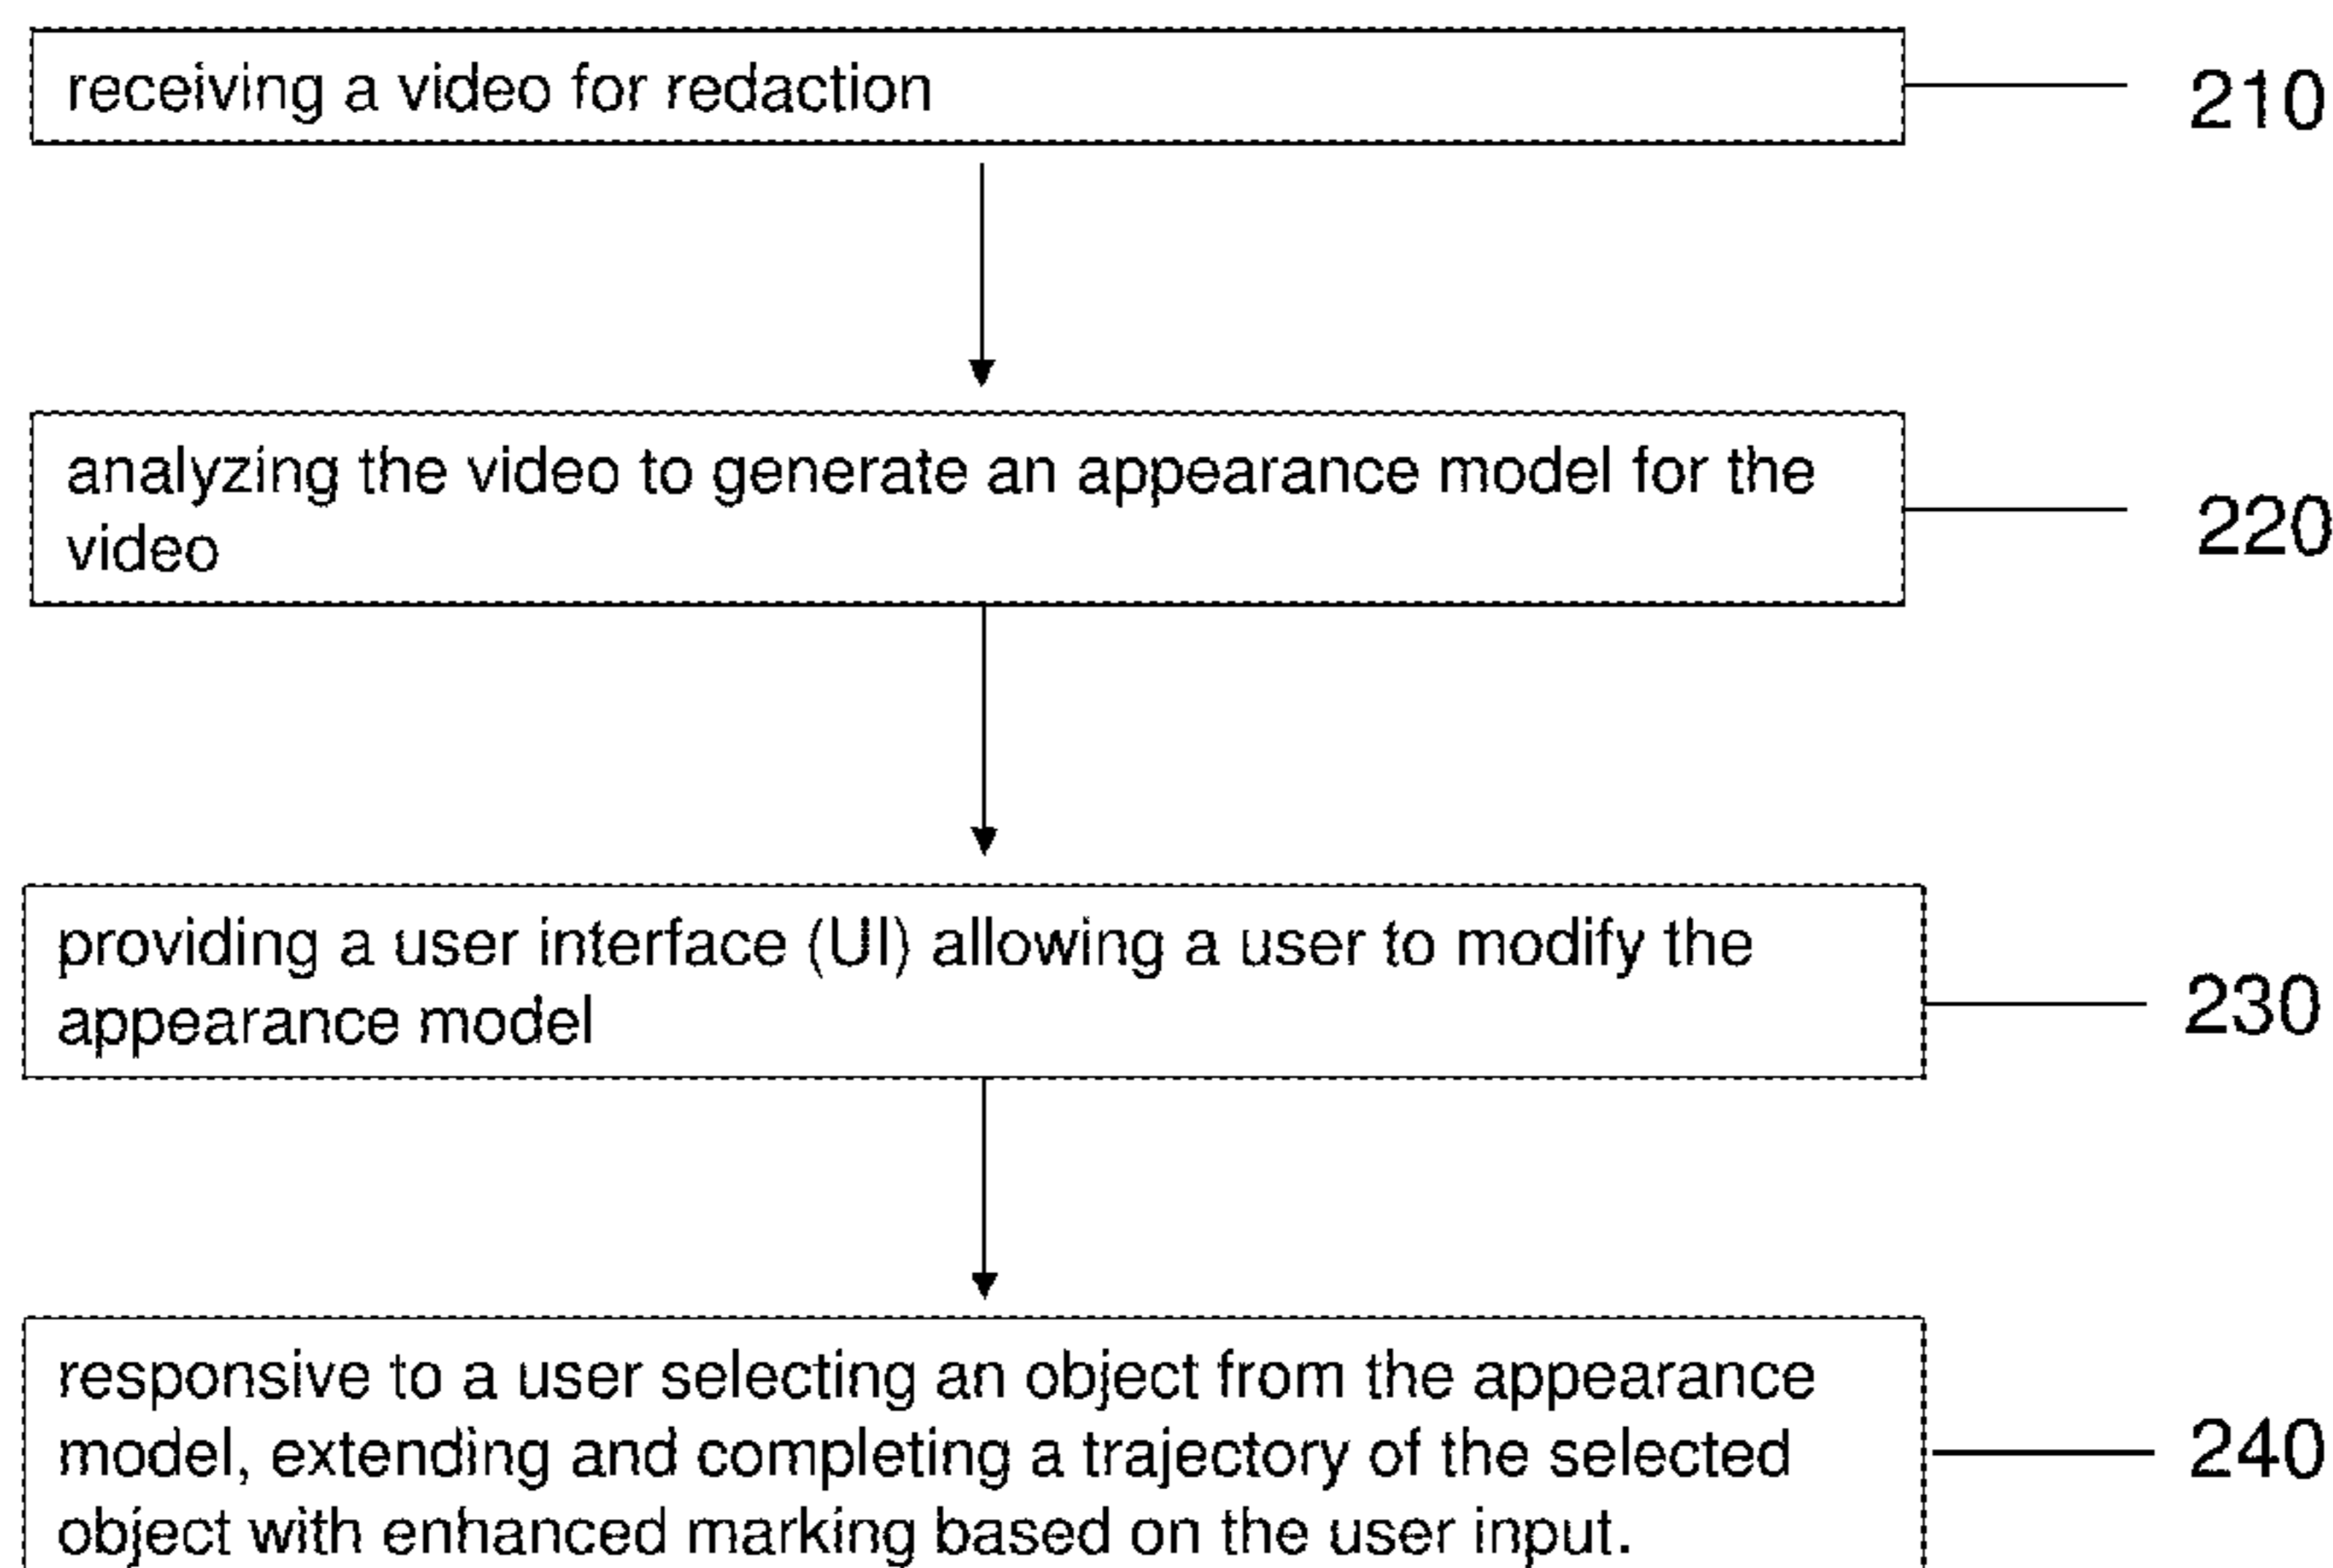 receiving a video for redaction
210
analyzing the video to generate an appearance model for the
video
220
providing a user interface (UI) allowing a user to modify the
appearance model
230
responsive to a user selecting an object from the appearance
model, extending and completing a trajectory of the selected
object with enhanced marking based on the user input.
240